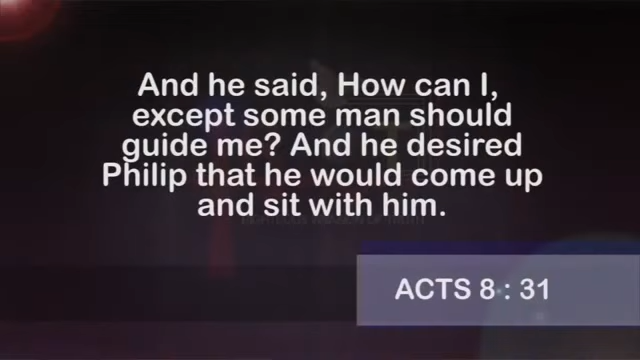 And he said, How can I,
except some man should
guide me? And he desired
Philip that he would come up
and sit with him.
ACTS 8 : 31